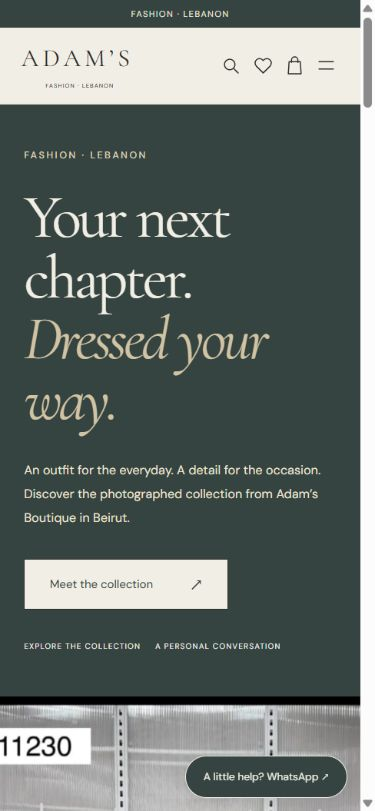 FASHION · LEBANON
ADAM'S
FASHION · LEBANON
FASHION · LEBANON
Your next
chapter.
Dressed your
way.
An outfit for the everyday. A detail for the occasion.
Discover the photographed collection from Adam's
Boutique in Beirut.
Meet the collection ↗
EXPLORE THE COLLECTION A PERSONAL CONVERSATION
11230
A little help? WhatsApp ↗